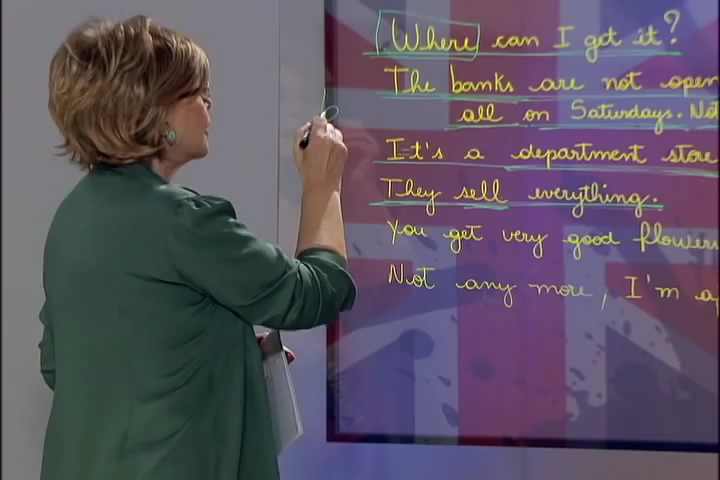 Where can I get it?
The banks are not open
all on Saturdays. Not
It's a department store
They sell everything.
You get very good flowers
Not any more, I'm a